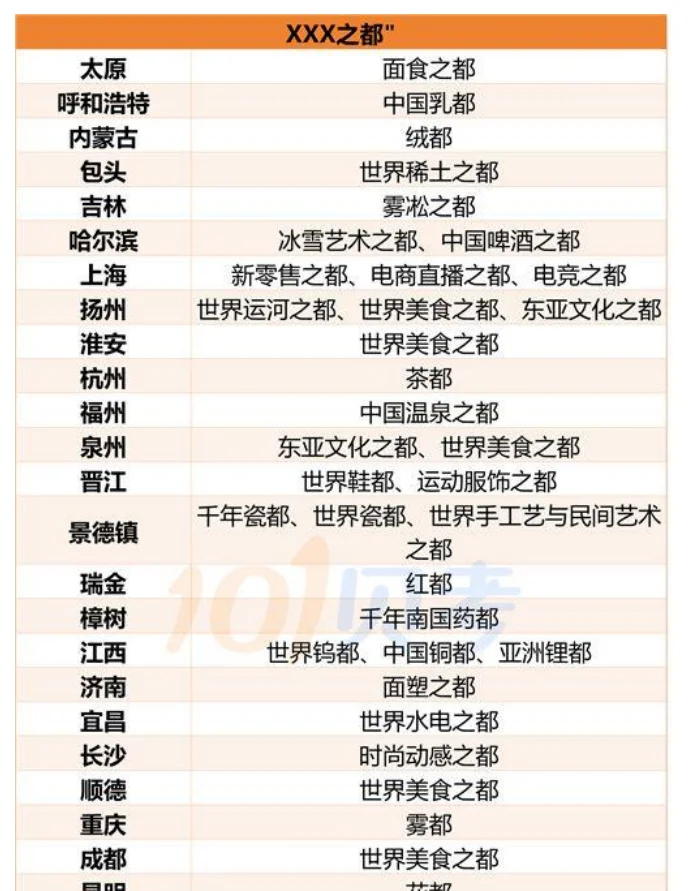 XXX之都"
太原 面食之都
呼和浩特 中国乳都
内蒙古 绒都
包头 世界稀土之都
吉林 雾凇之都
哈尔滨 冰雪艺术之都、中国啤酒之都
上海 新零售之都、电商直播之都、电竞之都
扬州 世界运河之都、世界美食之都、东亚文化之都
淮安 世界美食之都
杭州 茶都
福州 中国温泉之都
泉州 东亚文化之都、世界美食之都
晋江 世界鞋都、运动服饰之都
景德镇 千年瓷都、世界瓷都、世界手工艺与民间艺术
之都
瑞金 红都
樟树 千年南国药都
江西 世界钨都、中国铜都、亚洲锂都
济南 面塑之都
宜昌 世界水电之都
长沙 时尚动感之都
顺德 世界美食之都
重庆 雾都
成都 世界美食之都
昆明 花都
101贝考